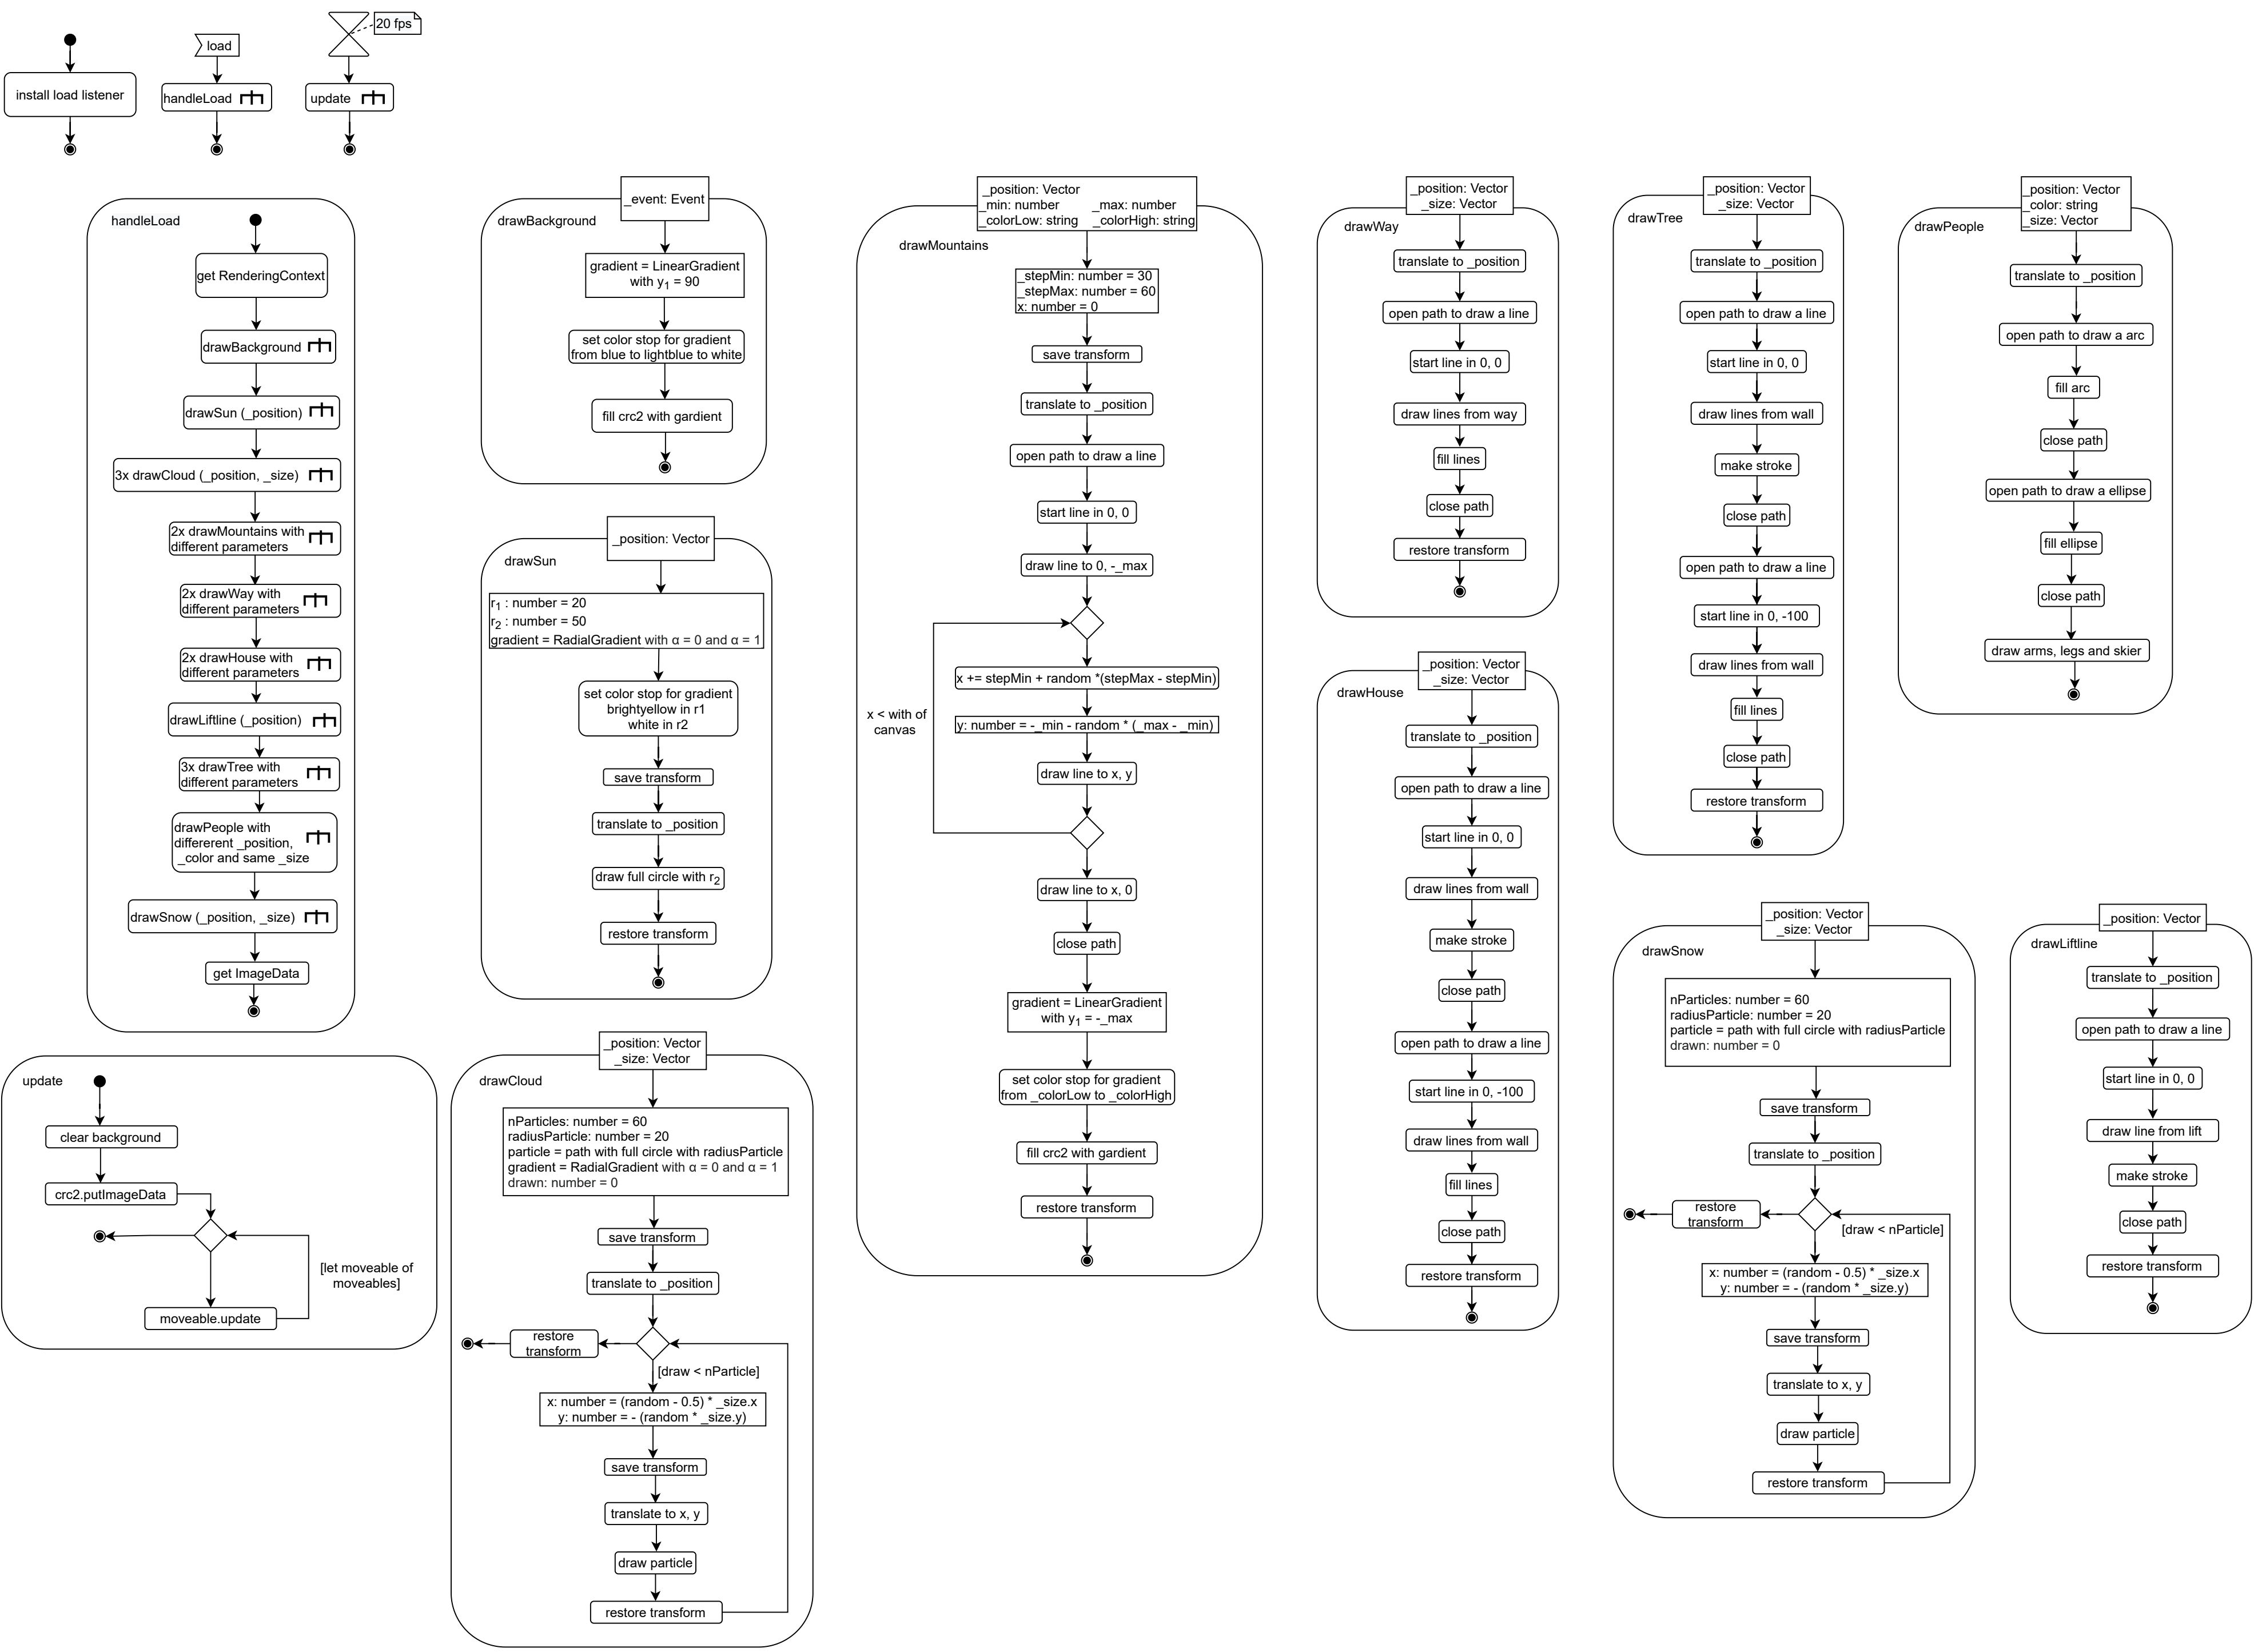 20 fps
load
install load listener
handleLoad
update
handleLoad
get RenderingContext
drawBackground
drawSun (_position)
3x drawCloud (_position, _size)
2x drawMountains with
different parameters
2x drawWay with
different parameters
2x drawHouse with
different parameters
drawLiftline (_position)
3x drawTree with
different parameters
drawPeople with
differerent _position,
_color and same _size
drawSnow (_position, _size)
get ImageData
update
clear background
crc2.putImageData
[let moveable of
moveables]
moveable.update
_event: Event
drawBackground
gradient = LinearGradient
with y1 = 90
set color stop for gradient
from blue to lightblue to white
fill crc2 with gardient
_position: Vector
drawSun
r1 : number = 20
r2 : number = 50
gradient = RadialGradient with α = 0 and α = 1
set color stop for gradient
brightyellow in r1
white in r2
save transform
translate to _position
draw full circle with r2
restore transform
_position: Vector
_size: Vector
drawCloud
nParticles: number = 60
radiusParticle: number = 20
particle = path with full circle with radiusParticle
gradient = RadialGradient with α = 0 and α = 1
drawn: number = 0
save transform
translate to _position
restore
transform
[draw < nParticle]
x: number = (random - 0.5) * _size.x
y: number = - (random * _size.y)
save transform
translate to x, y
draw particle
restore transform
_position: Vector
_min: number _max: number
_colorLow: string _colorHigh: string
drawMountains
_stepMin: number = 30
_stepMax: number = 60
x: number = 0
save transform
translate to _position
open path to draw a line
start line in 0, 0
draw line to 0, -_max
x += stepMin + random *(stepMax - stepMin)
x < with of
canvas
y: number = -_min - random * (_max - _min)
draw line to x, y
draw line to x, 0
close path
gradient = LinearGradient
with y1 = -_max
set color stop for gradient
from _colorLow to _colorHigh
fill crc2 with gardient
restore transform
_position: Vector
_size: Vector
drawWay
translate to _position
open path to draw a line
start line in 0, 0
draw lines from way
fill lines
close path
restore transform
_position: Vector
_size: Vector
drawHouse
translate to _position
open path to draw a line
start line in 0, 0
draw lines from wall
make stroke
close path
open path to draw a line
start line in 0, -100
draw lines from wall
fill lines
close path
restore transform
_position: Vector
_size: Vector
drawTree
translate to _position
open path to draw a line
start line in 0, 0
draw lines from wall
make stroke
close path
open path to draw a line
start line in 0, -100
draw lines from wall
fill lines
close path
restore transform
_position: Vector
_size: Vector
drawSnow
nParticles: number = 60
radiusParticle: number = 20
particle = path with full circle with radiusParticle
drawn: number = 0
save transform
translate to _position
restore
transform
[draw < nParticle]
x: number = (random - 0.5) * _size.x
y: number = - (random * _size.y)
save transform
translate to x, y
draw particle
restore transform
_position: Vector
_color: string
_size: Vector
drawPeople
translate to _position
open path to draw a arc
fill arc
close path
open path to draw a ellipse
fill ellipse
close path
draw arms, legs and skier
_position: Vector
drawLiftline
translate to _position
open path to draw a line
start line in 0, 0
draw line from lift
make stroke
close path
restore transform